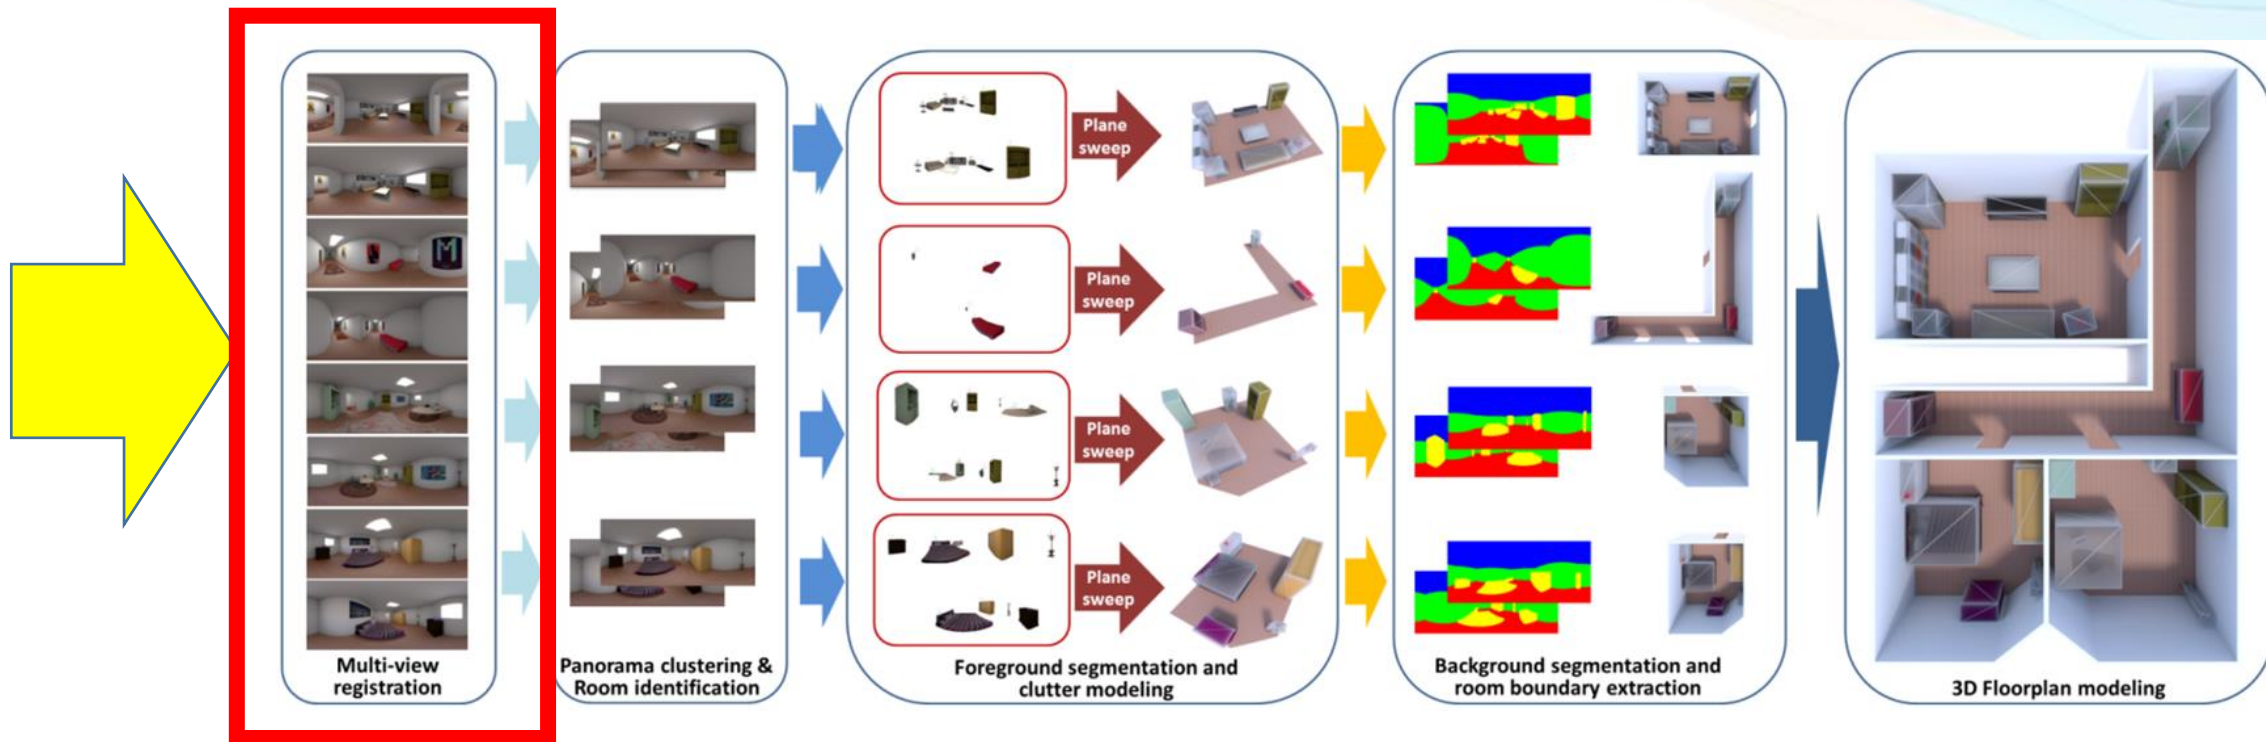 Plane
sweep
Plane
sweep
Plane
sweep
Plane
sweep
Multi-view
registration
Panorama clustering &
Room identification
Foreground segmentation and
clutter modeling
Background segmentation and
room boundary extraction
3D Floorplan modeling